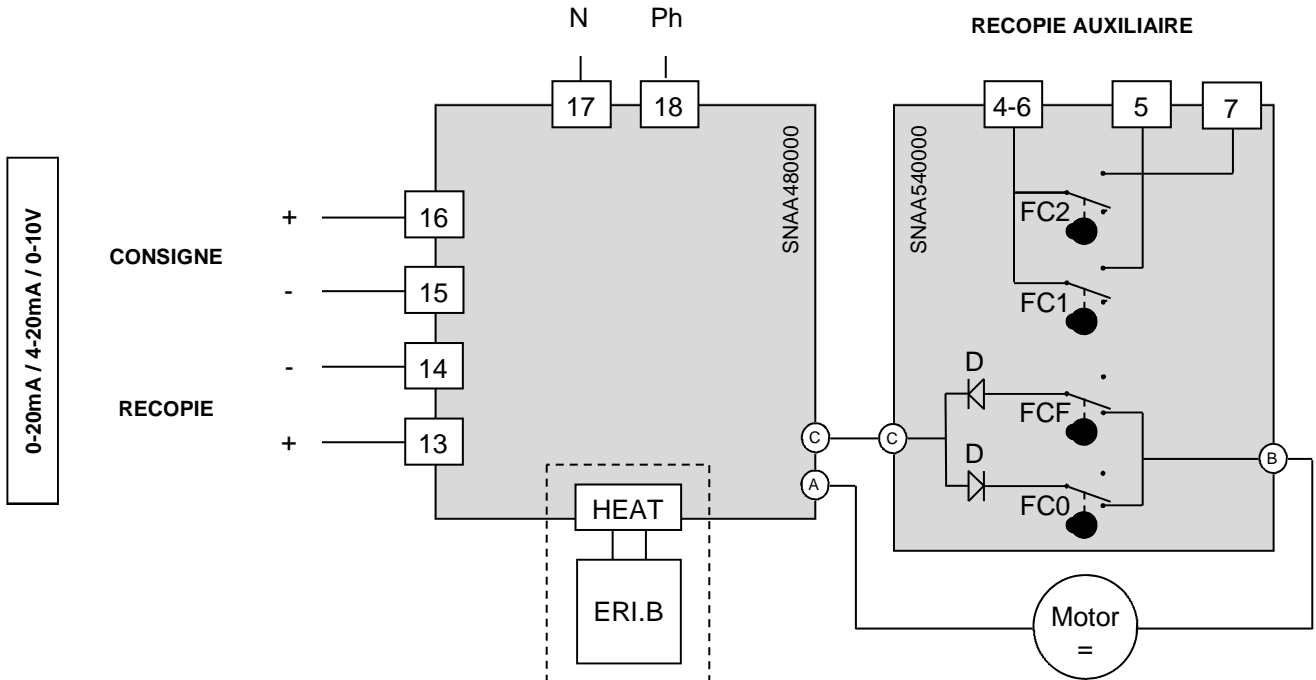 N
Ph
RECOPIE AUXILIAIRE
17
18
4-6
5
7
SNAA480000
SNAA540000
0-20mA / 4-20mA / 0-10V
+
16
CONSIGNE
-
15
-
14
RECOPIE
+
13
FC2
FC1
D
FCF
D
FC0
C
C
A
B
HEAT
ERI.B
Motor
=